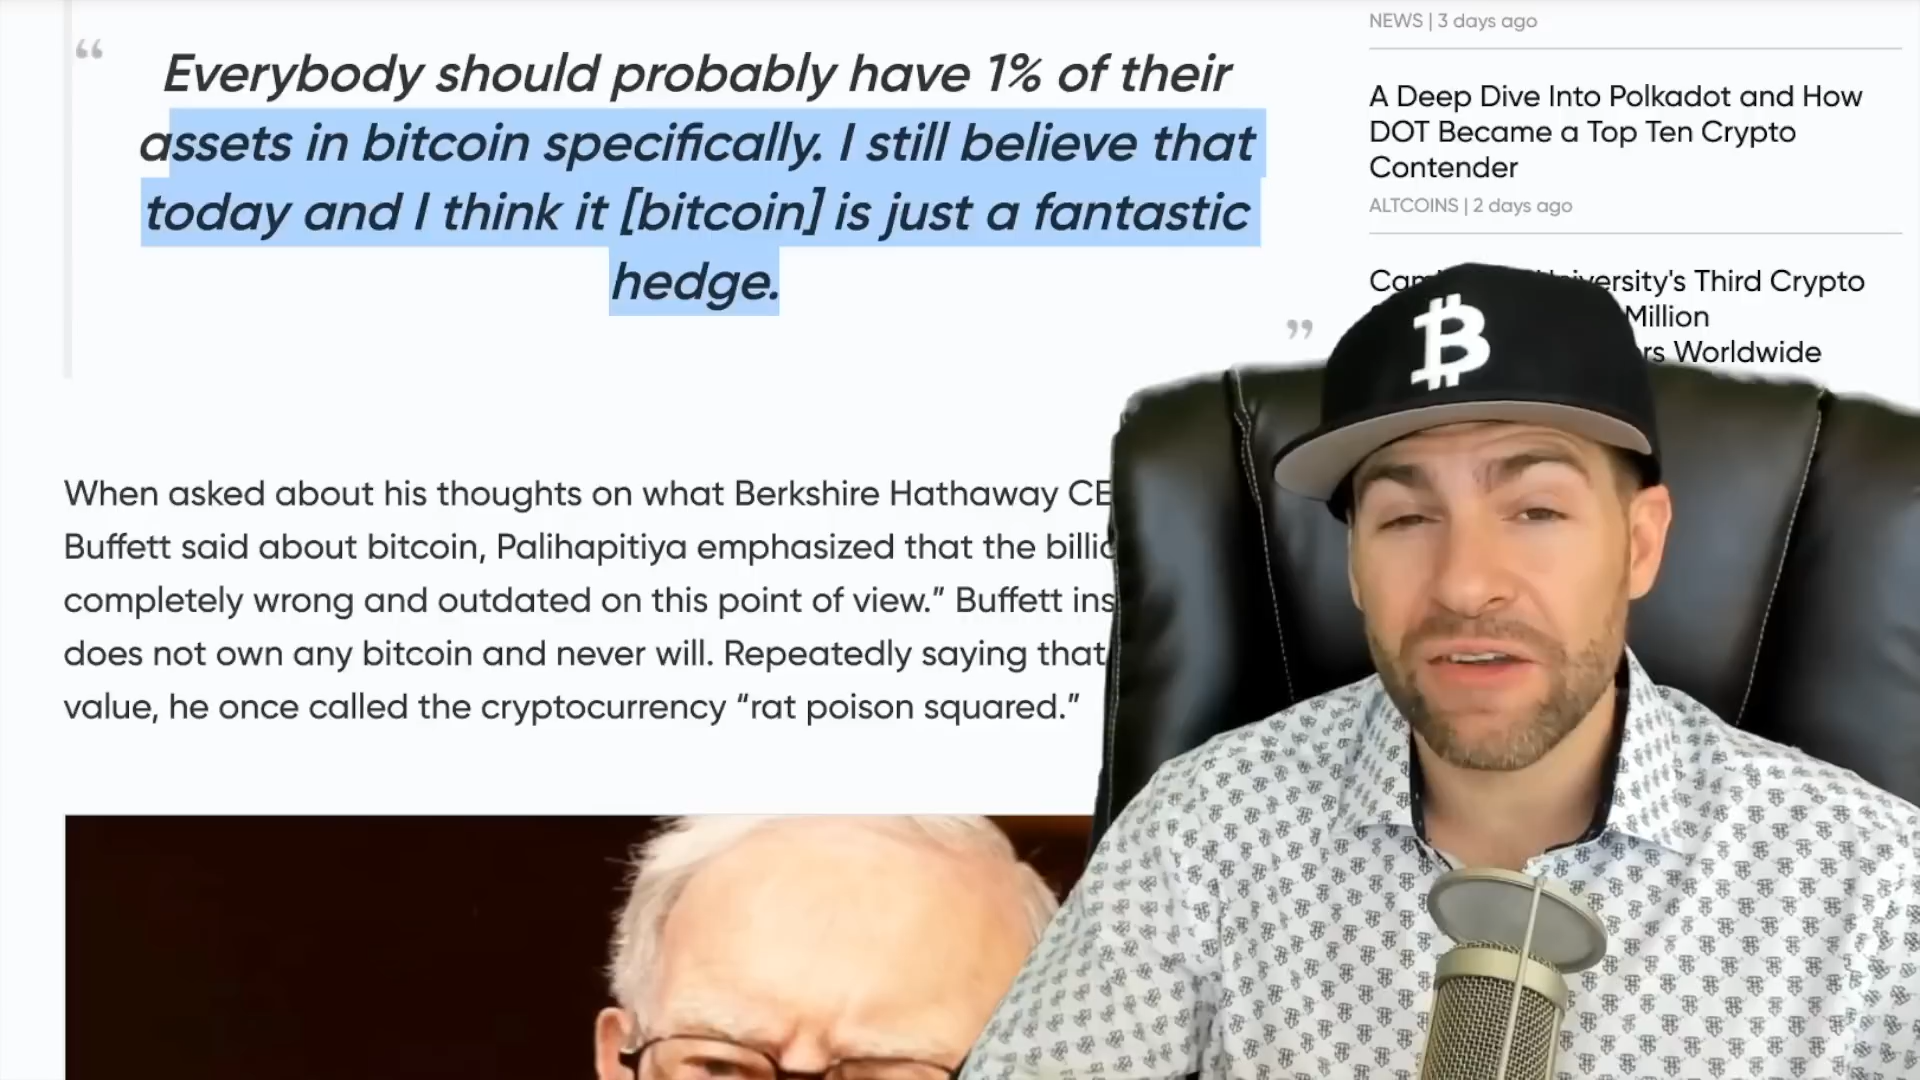 “
Everybody should probably have 1% of their
assets in bitcoin specifically. I still believe that
today and I think it [bitcoin] is just a fantastic
hedge.
”
When asked about his thoughts on what Berkshire Hathaway CE
Buffett said about bitcoin, Palihapitiya emphasized that the
completely wrong and outdated on this point of view.” Buffett
does not own any bitcoin and never will. Repeatedly saying that
value, he once called the cryptocurrency “rat poison squared.”
NEWS | 3 days ago
A Deep Dive Into Polkadot and How
DOT Became a Top Ten Crypto
Contender
ALTCOINS | 2 days ago
Third Crypto
Million
Worldwide
₿